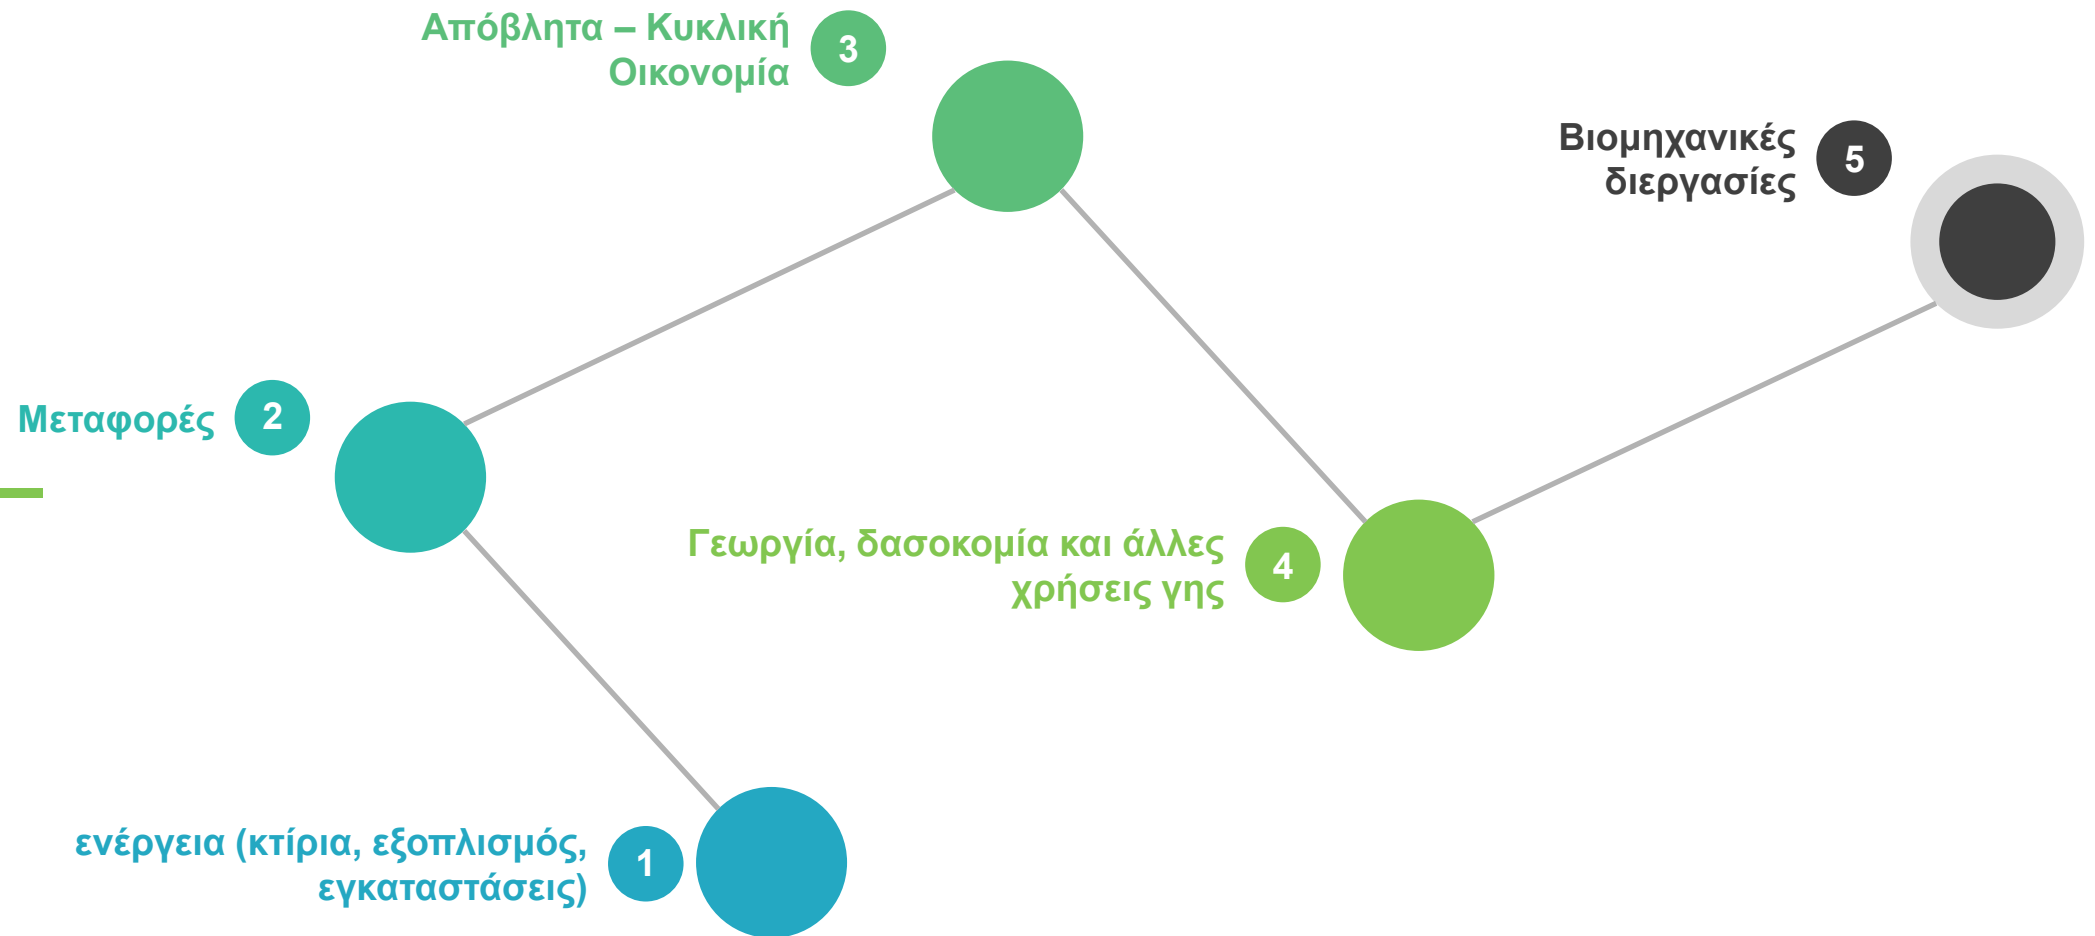 Απόβλητα – Κυκλική
Οικονομία
3
Βιομηχανικές
διεργασίες
5
Μεταφορές
2
Γεωργία, δασοκομία και άλλες
χρήσεις γης
4
ενέργεια (κτίρια, εξοπλισμός,
εγκαταστάσεις)
1